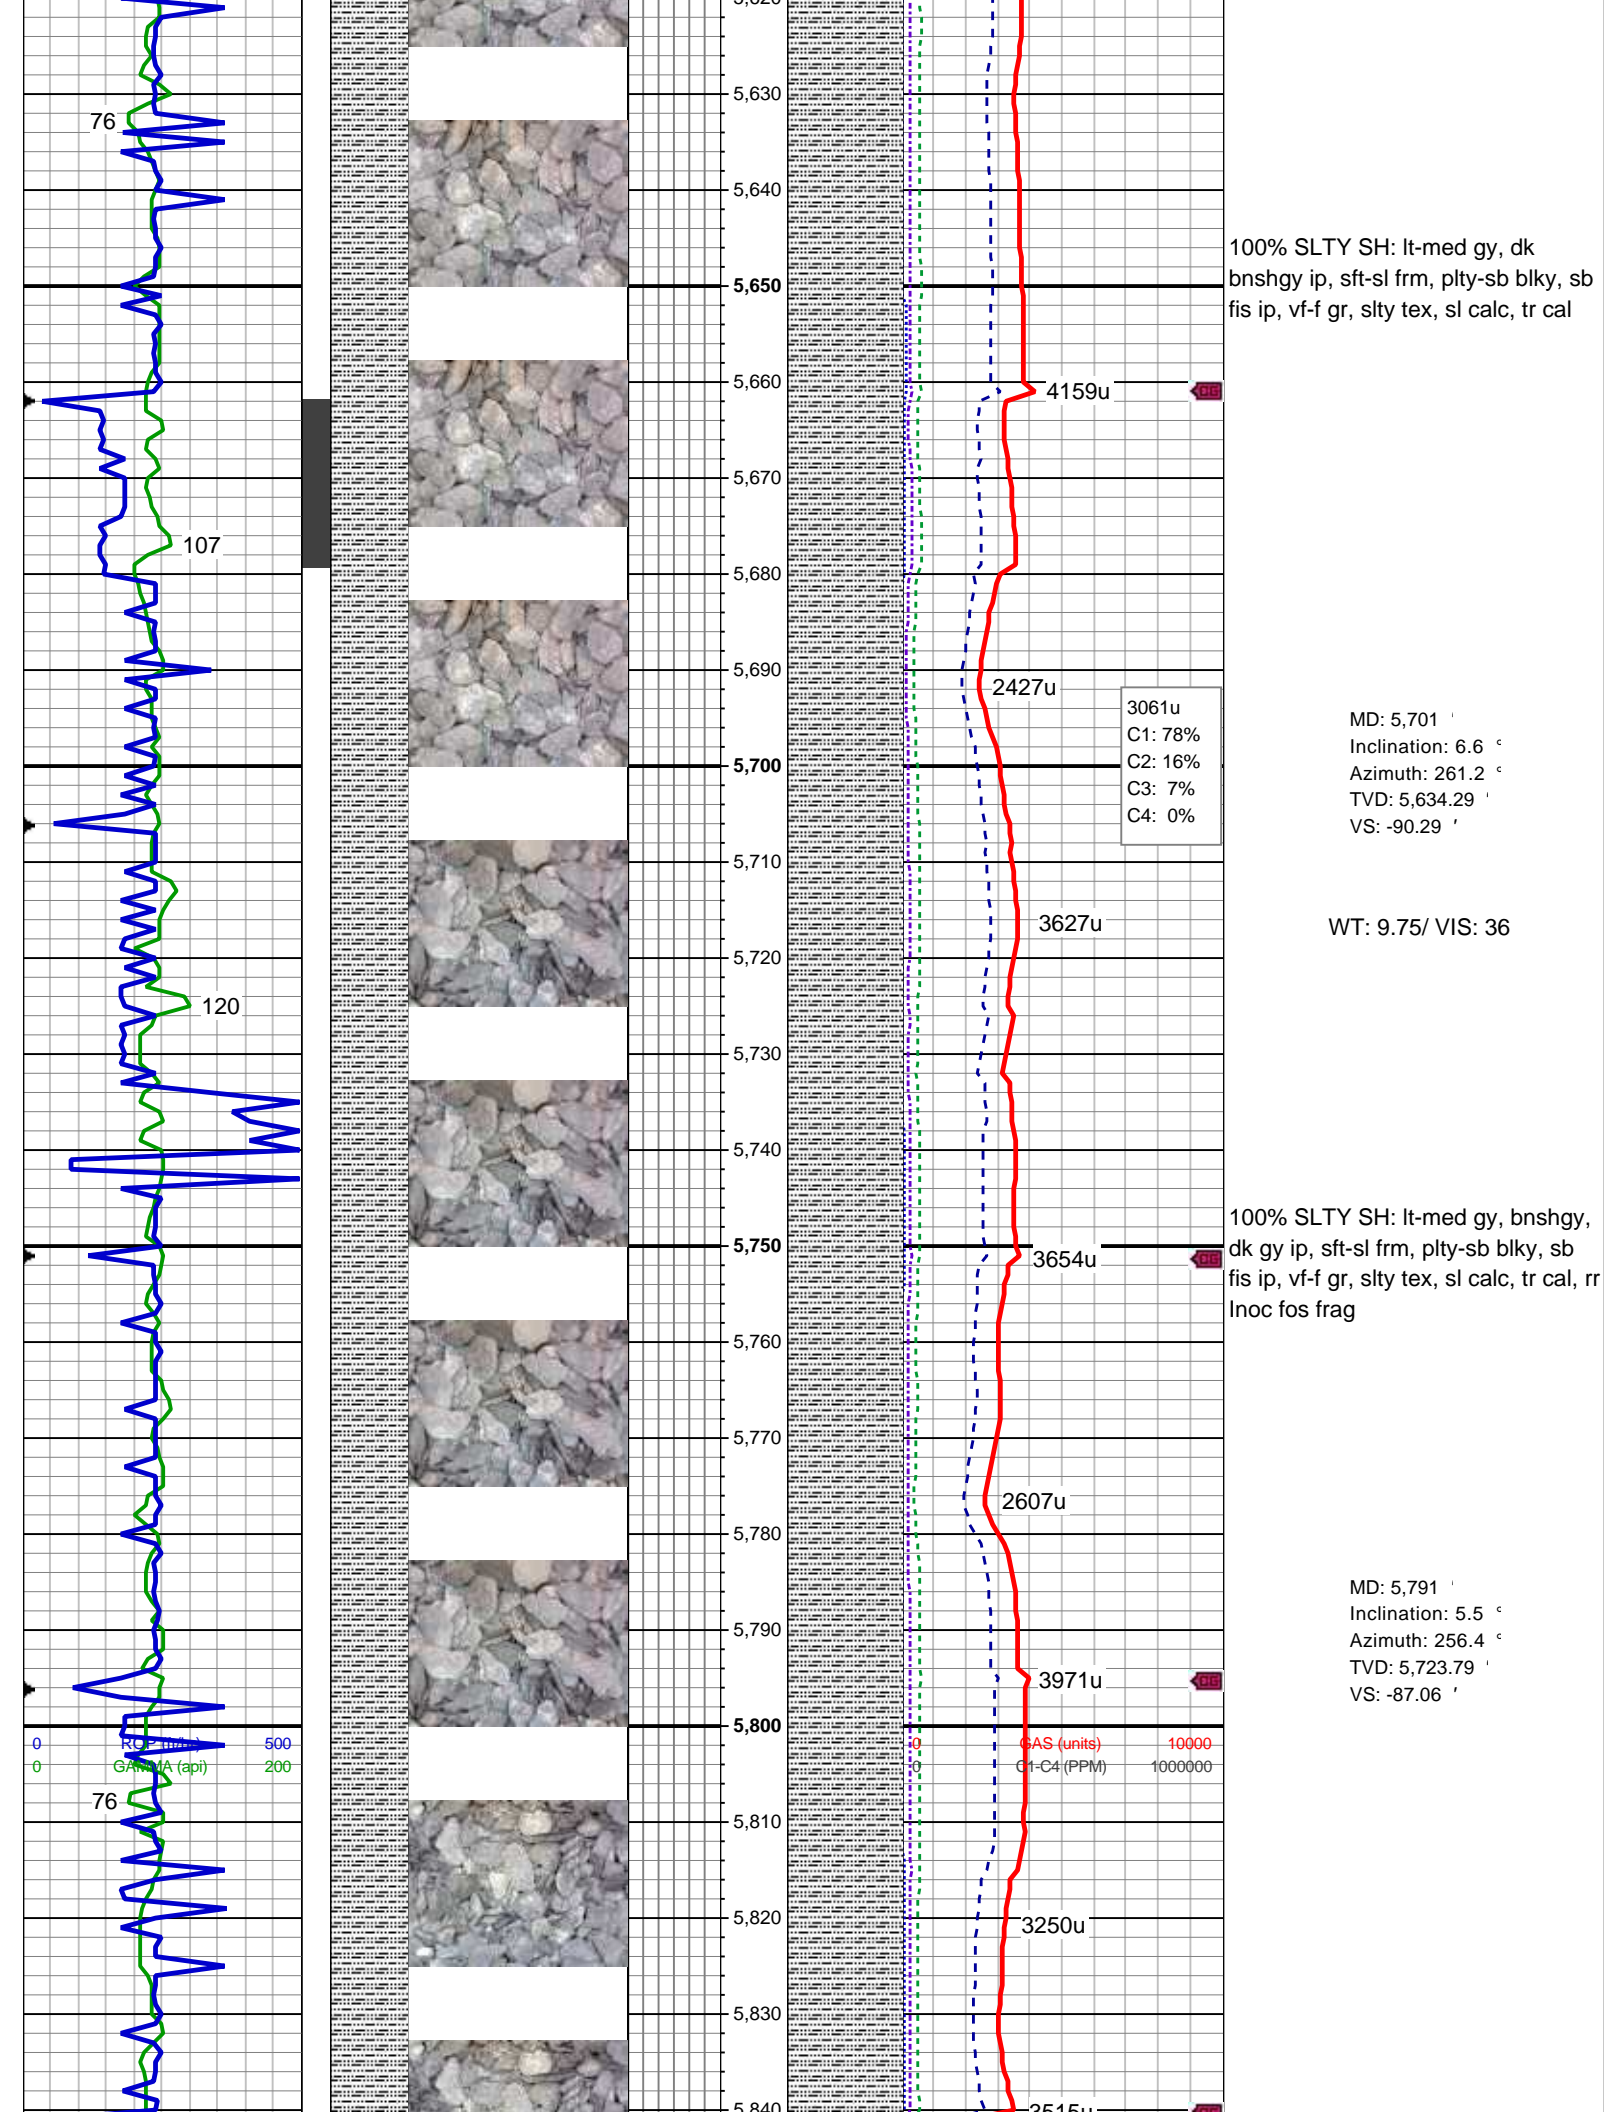 5,630
76
5,640
100% SLTY SH: lt-med gy, dk
bnshgy ip, sft-sl frm, plty-sb blky, sb
fis ip, vf-f gr, slty tex, sl calc, tr cal
5,650
5,660
4159u
CG
5,670
107
5,680
5,690
2427u
3061u
C1: 78%
C2: 16%
C3: 7%
C4: 0%
MD: 5,701 '
Inclination: 6.6 °
Azimuth: 261.2 °
TVD: 5,634.29 '
VS: -90.29 '
5,700
5,710
3627u
WT: 9.75/ VIS: 36
5,720
120
5,730
5,740
100% SLTY SH: lt-med gy, bnshgy,
dk gy ip, sft-sl frm, plty-sb blky, sb
fis ip, vf-f gr, slty tex, sl calc, tr cal, rr
Inoc fos frag
5,750
3654u
CG
5,760
5,770
2607u
5,780
MD: 5,791 '
Inclination: 5.5 °
Azimuth: 256.4 °
TVD: 5,723.79 '
VS: -87.06 '
5,790
3971u
CG
5,800
0 ROP (ft/hr) 500
0 GAMMA (api) 200
0 GAS (units) 10000
0 C1-C4 (PPM) 1000000
76
5,810
5,820
3250u
5,830
5,840
3515u